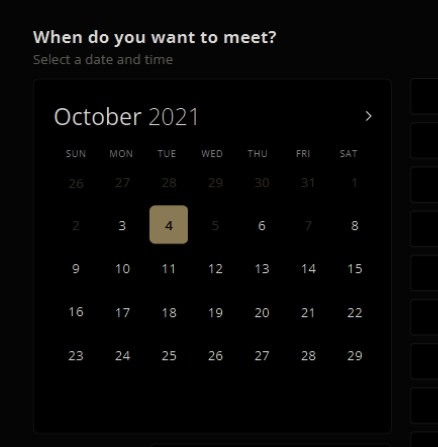 When do you want to meet?
Select a date and time
October 2021 >
SUN MON TUE WED THU FRI SAT
26 27 28 29 30 31 1
2 3 4 5 6 7 8
9 10 11 12 13 14 15
16 17 18 19 20 21 22
23 24 25 26 27 28 29